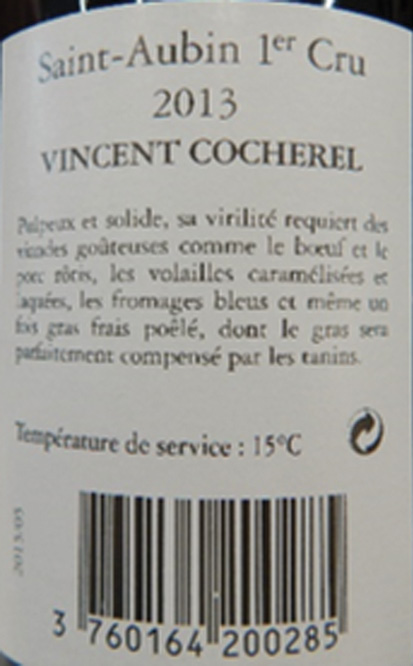 Saint-Aubin 1er Cru
2013
VINCENT COCHEREL
Pulpeux et solide, sa virilité requiert des
viandes goûteuses comme le bœuf et le
porc rôtis, les volailles caramélisées et
laquées, les fromages bleus et même un
fois gras frais poêlé, dont le gras sera
parfaitement compensé par les tanins.
Température de service : 15°C
3 760164 200285